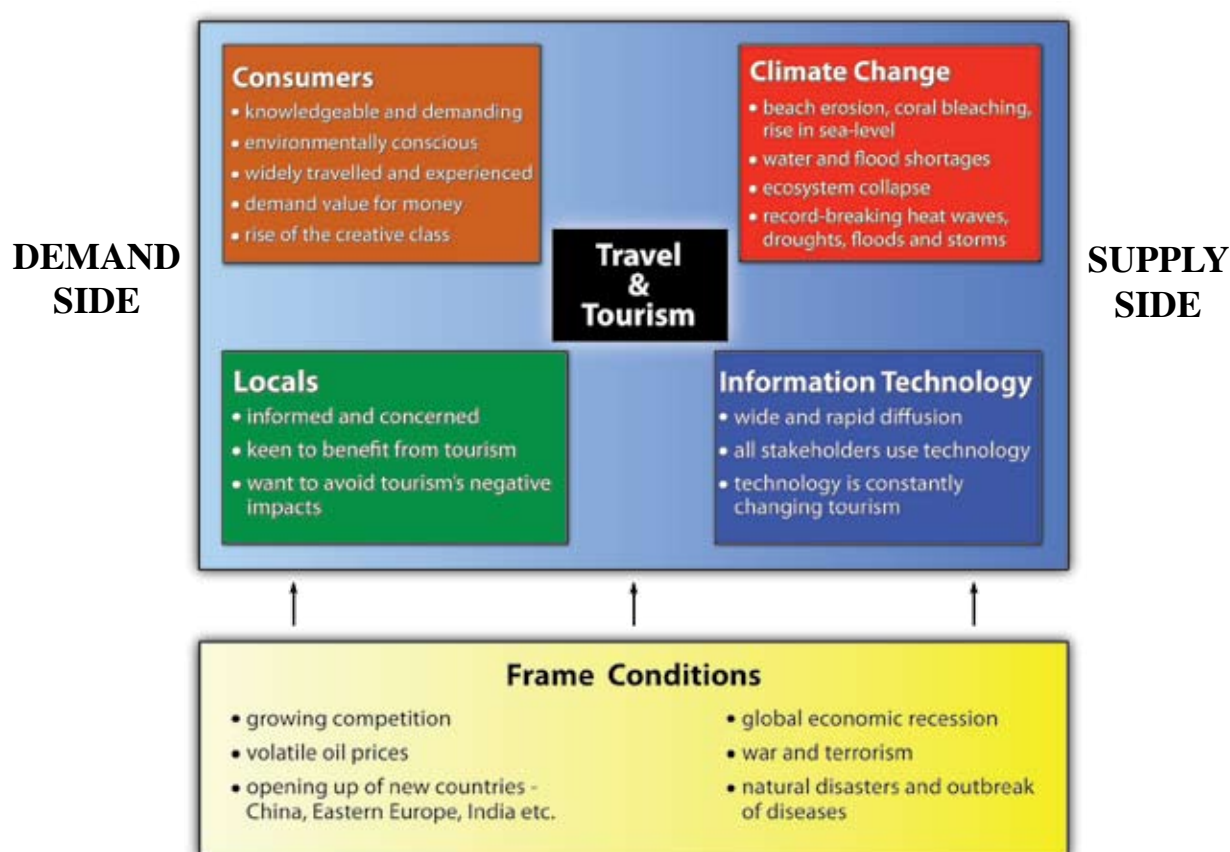 DEMAND
SIDE
Consumers
• knowledgeable and demanding
• environmentally conscious
• widely travelled and experienced
• demand value for money
• rise of the creative class
Climate Change
• beach erosion, coral bleaching,
rise in sea-level
• water and flood shortages
• ecosystem collapse
• record-breaking heat waves,
droughts, floods and storms
Travel
&
Tourism
SUPPLY
SIDE
Locals
• informed and concerned
• keen to benefit from tourism
• want to avoid tourism's negative
impacts
Information Technology
• wide and rapid diffusion
• all stakeholders use technology
• technology is constantly
changing tourism
Frame Conditions
• growing competition
• volatile oil prices
• opening up of new countries -
China, Eastern Europe, India etc.
• global economic recession
• war and terrorism
• natural disasters and outbreak
of diseases